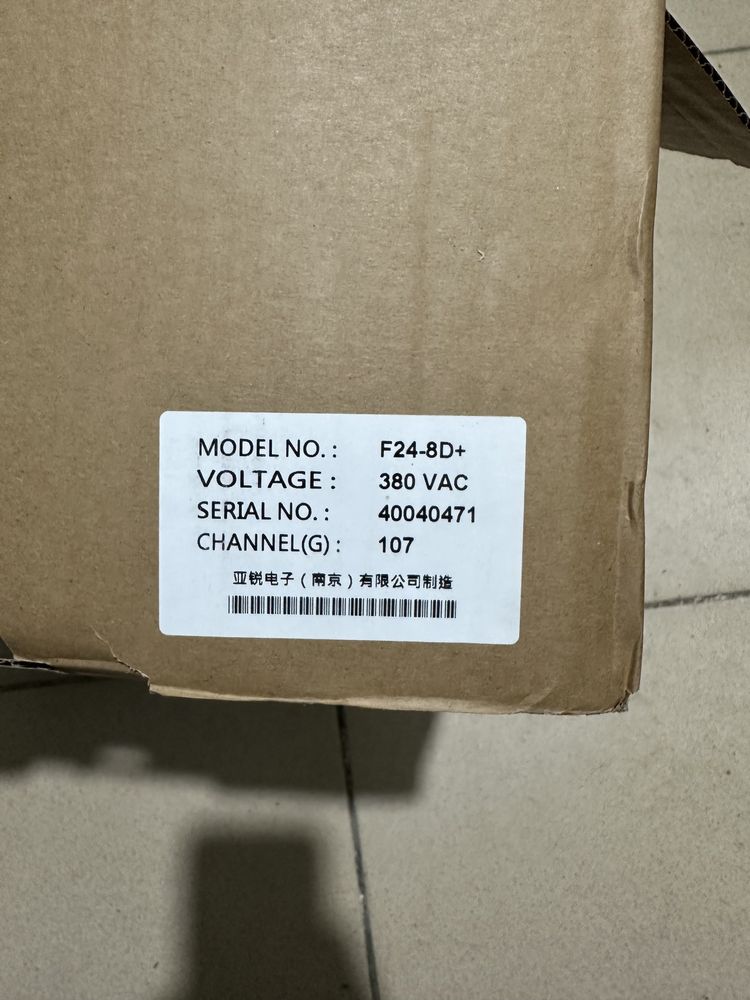 MODEL NO. : F24-8D+
VOLTAGE : 380 VAC
SERIAL NO. : 40040471
CHANNEL(G) : 107
亚锐电子（南京）有限公司制造